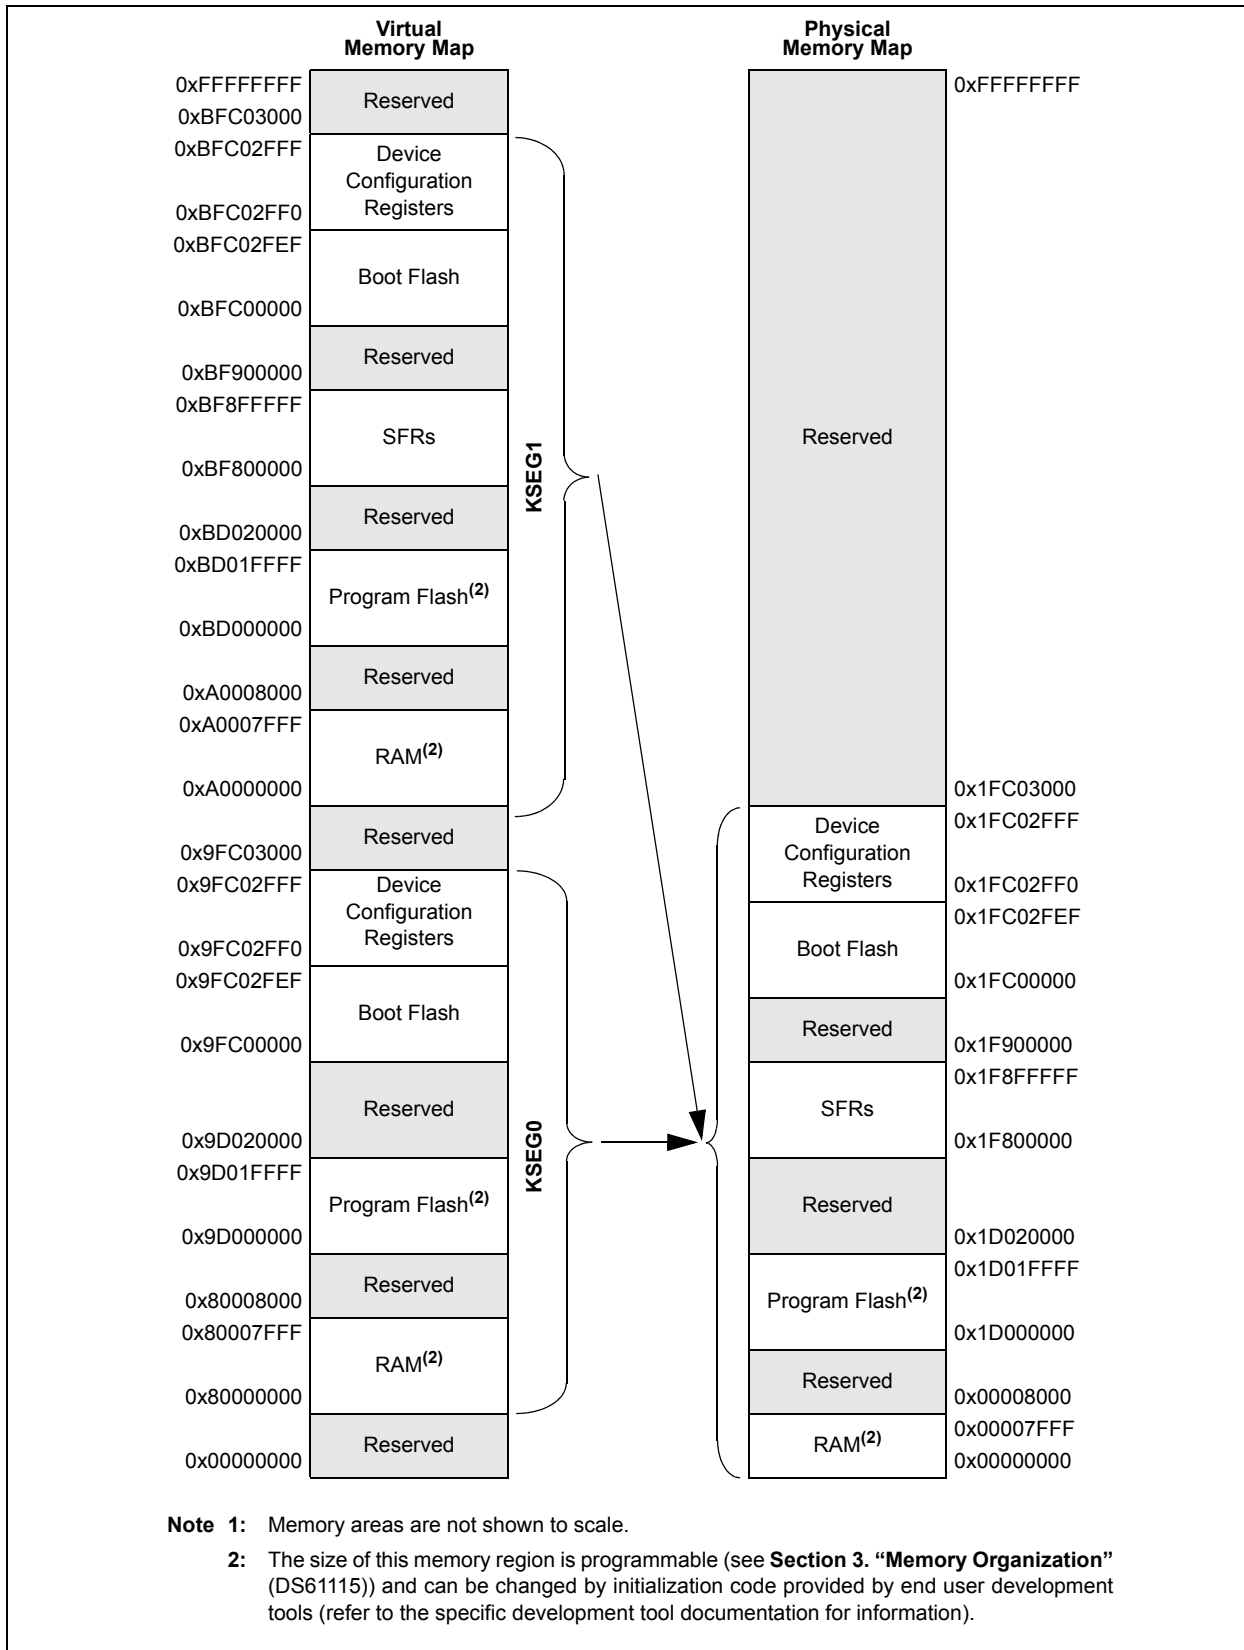 Virtual
Memory Map
Physical
Memory Map
0xFFFFFFFF
Reserved
0xBFC03000
0xBFC02FFF
Device
Configuration
Registers
0xBFC02FF0
0xBFC02FEF
Boot Flash
0xBFC00000
Reserved
0xBF900000
0xBF8FFFFF
SFRs
0xBF800000
Reserved
0xBD020000
0xBD01FFFF
Program Flash(2)
0xBD000000
Reserved
0xA0008000
0xA0007FFF
RAM(2)
0xA0000000
KSEG1
Reserved
0x9FC03000
0x9FC02FFF
Device
Configuration
Registers
0x9FC02FF0
0x9FC02FEF
Boot Flash
0x9FC00000
Reserved
0x9D020000
0x9D01FFFF
Program Flash(2)
0x9D000000
Reserved
0x80008000
0x80007FFF
RAM(2)
0x80000000
KSEG0
Reserved
0x00000000
0xFFFFFFFF
Reserved
0x1FC03000
0x1FC02FFF
Device
Configuration
Registers
0x1FC02FF0
0x1FC02FEF
Boot Flash
0x1FC00000
Reserved
0x1F900000
0x1F8FFFFF
SFRs
0x1F800000
Reserved
0x1D020000
0x1D01FFFF
Program Flash(2)
0x1D000000
Reserved
0x00008000
0x00007FFF
RAM(2)
0x00000000
Note 1: Memory areas are not shown to scale.
2: The size of this memory region is programmable (see Section 3. “Memory Organization”
(DS61115)) and can be changed by initialization code provided by end user development
tools (refer to the specific development tool documentation for information).